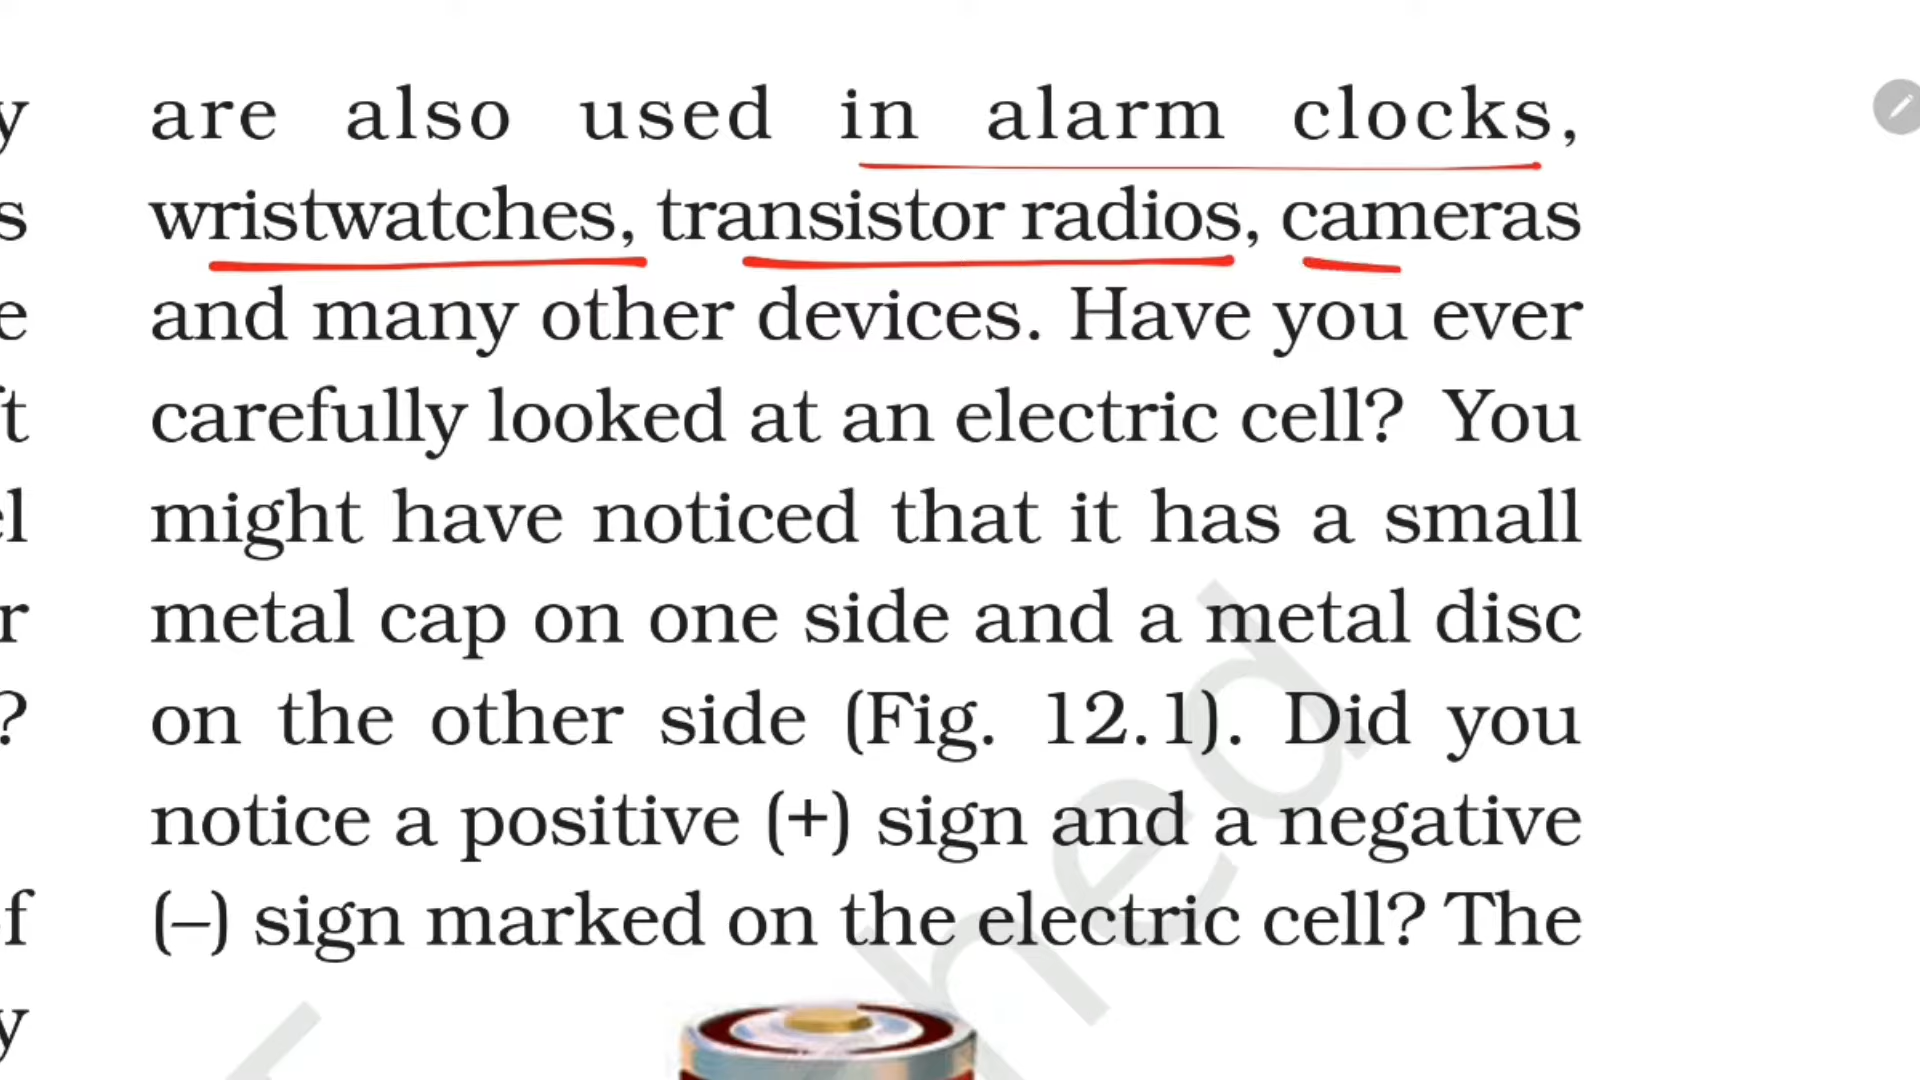 are also used in alarm clocks,
wristwatches, transistor radios, cameras
and many other devices. Have you ever
carefully looked at an electric cell? You
might have noticed that it has a small
metal cap on one side and a metal disc
on the other side (Fig. 12.1). Did you
notice a positive (+) sign and a negative
(–) sign marked on the electric cell? The